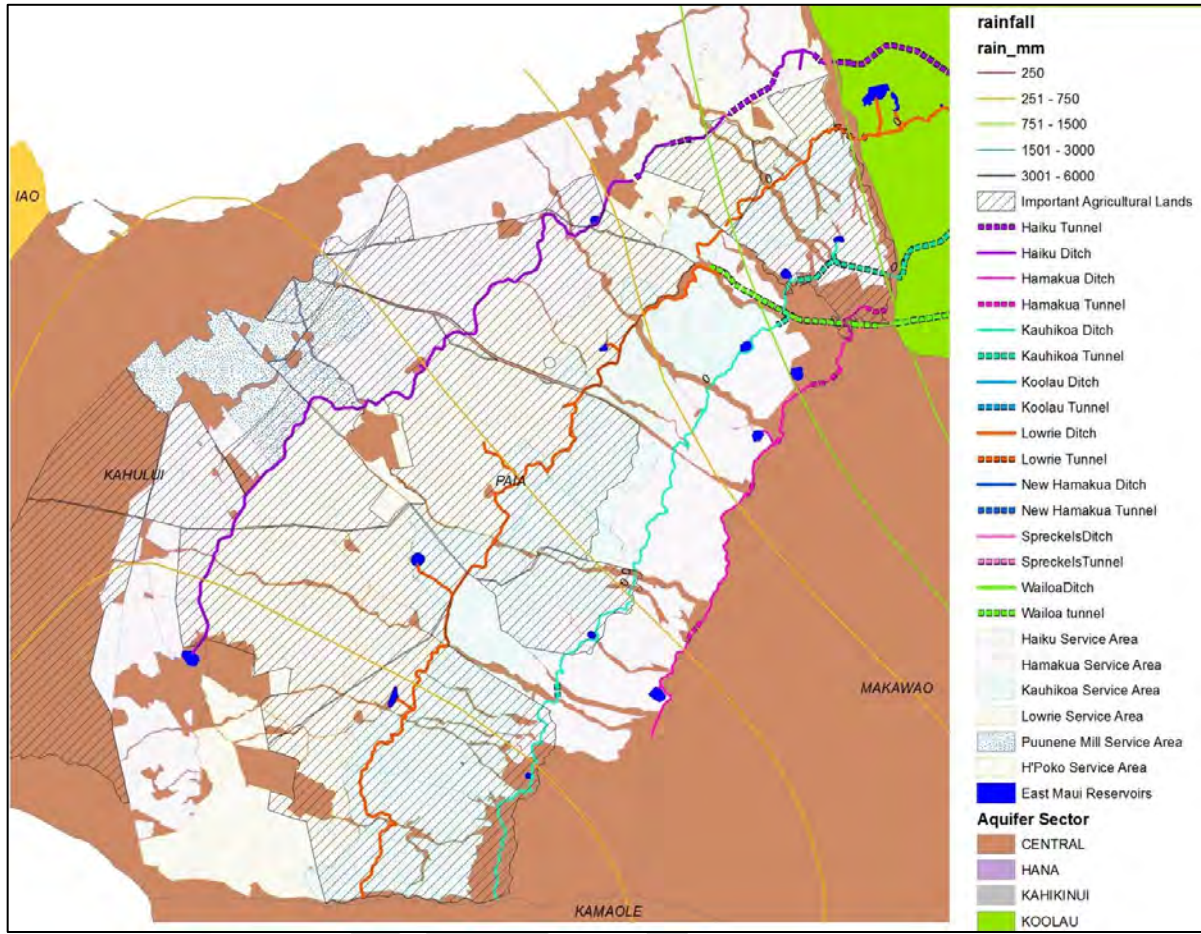 IAO
KAHULUI
PAIA
MAKAWAO
KAMAOLE
rainfall
rain_mm
250
251 - 750
751 - 1500
1501 - 3000
3001 - 6000
Important Agricultural Lands
Haiku Tunnel
Haiku Ditch
Hamakua Ditch
Hamakua Tunnel
Kauhikoa Ditch
Kauhikoa Tunnel
Koolau Ditch
Koolau Tunnel
Lowrie Ditch
Lowrie Tunnel
New Hamakua Ditch
New Hamakua Tunnel
SpreckelsDitch
SpreckelsTunnel
WailoaDitch
Wailoa tunnel
Haiku Service Area
Hamakua Service Area
Kauhikoa Service Area
Lowrie Service Area
Puunene Mill Service Area
H'Poko Service Area
East Maui Reservoirs
Aquifer Sector
CENTRAL
HANA
KAHIKINUI
KOOLAU